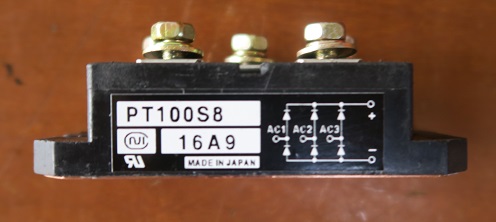 PT100S8
16A9
MADE IN JAPAN
AC1 AC2 AC3
+
−